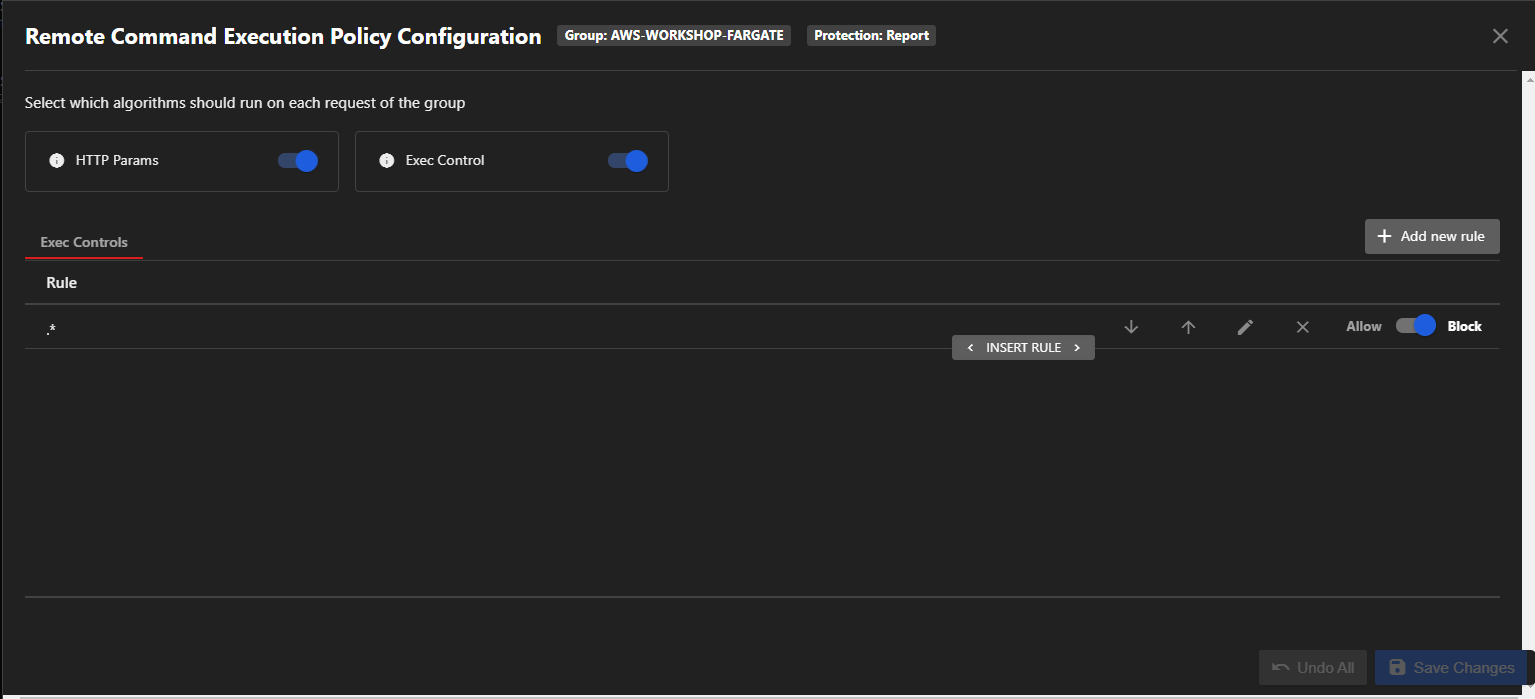 Remote Command Execution Policy Configuration Group: AWS-WORKSHOP-FARGATE Protection: Report
Select which algorithms should run on each request of the group
HTTP Params Exec Control
Exec Controls + Add new rule
Rule
.* Allow Block
< INSERT RULE >
Undo All Save Changes